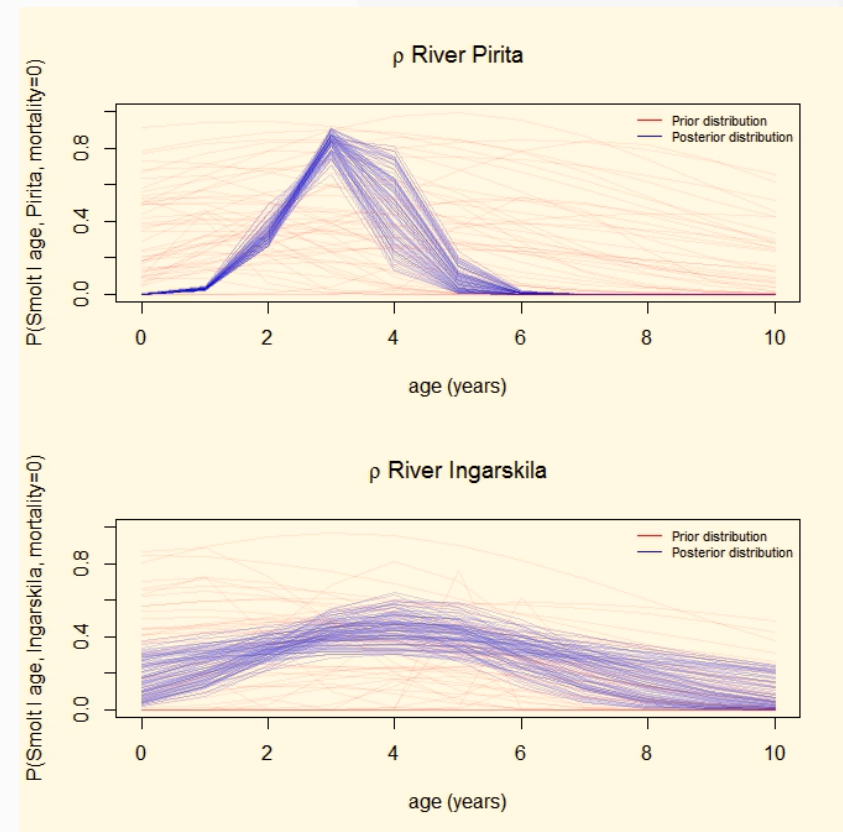 ρ River Pirita
P(Smolt l age, Pirita, mortality=0)
0.0 0.4 0.8
Prior distribution
Posterior distribution
0 2 4 6 8 10
age (years)
ρ River Ingarskila
P(Smolt l age, Ingarskila, mortality=0)
0.0 0.4 0.8
Prior distribution
Posterior distribution
0 2 4 6 8 10
age (years)